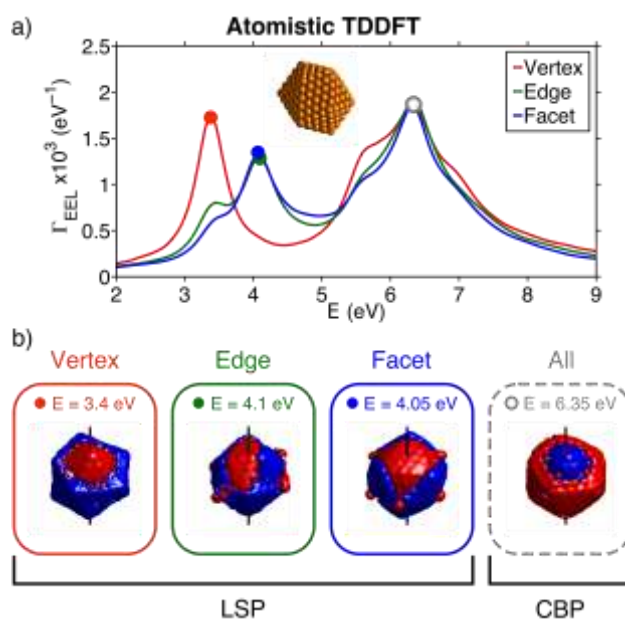 a) Atomistic TDDFT
Γ_EEL x10³ (eV⁻¹)
2.5
2
1.5
1
0.5
0
Vertex
Edge
Facet
2 3 4 5 6 7 8 9
E (eV)
b)
Vertex Edge Facet All
E = 3.4 eV E = 4.1 eV E = 4.05 eV E = 6.35 eV
LSP CBP